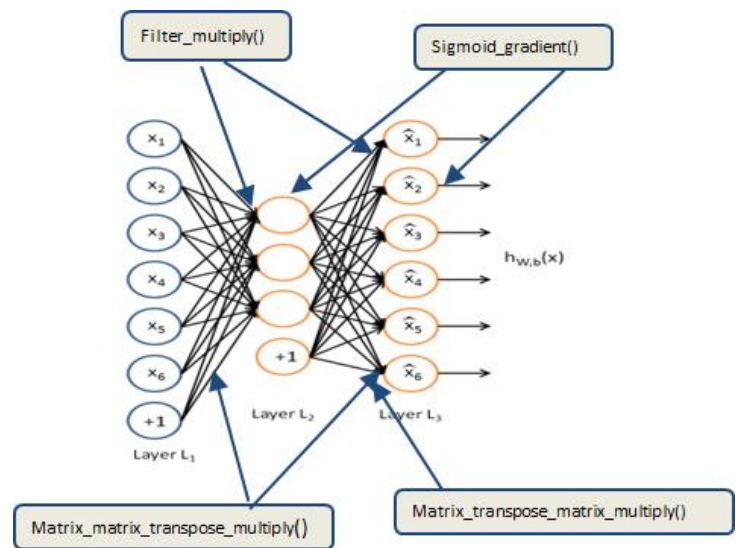 Filter_multiply()
Sigmoid_gradient()
x₁
x₂
x₃
x₄
x₅
x₆
+1
+1
x̂₁
x̂₂
x̂₃
x̂₄
x̂₅
x̂₆
h_W,b(x)
Layer L₁
Layer L₂
Layer L₃
Matrix_matrix_transpose_multiply()
Matrix_transpose_matrix_multiply()